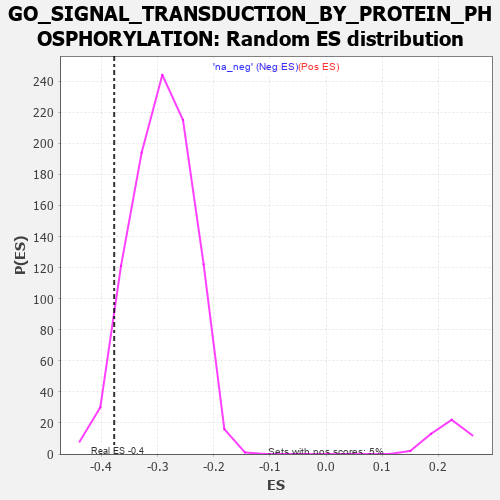 GO_SIGNAL_TRANSDUCTION_BY_PROTEIN_PH
OSPHORYLATION: Random ES distribution
'na_neg' (Neg ES)(Pos ES)
240
220
200
180
160
140
120
100
80
60
40
20
0
P(ES)
Real ES -0.4
Sets with pos scores: 5%
-0.4 -0.3 -0.2 -0.1 0.0 0.1 0.2
ES